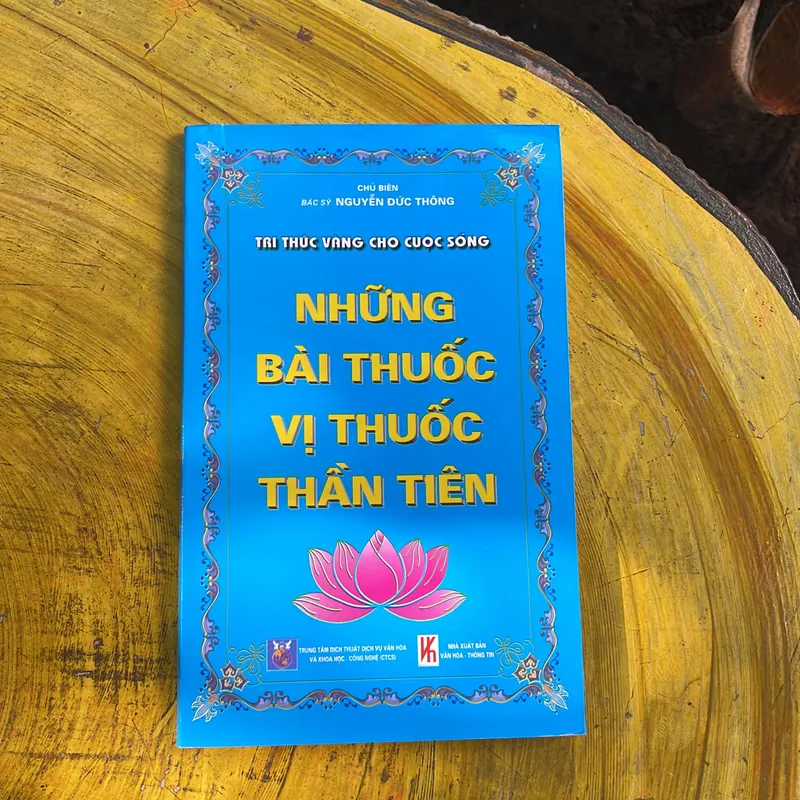 CHỦ BIÊN
BÁC SỸ NGUYỄN ĐỨC THÔNG
TRI THỨC VÀNG CHO CUỘC SỐNG
NHỮNG
BÀI THUỐC
VỊ THUỐC
THẦN TIÊN
TRUNG TÂM DỊCH THUẬT DỊCH VỤ VĂN HÓA
VÀ KHOA HỌC - CÔNG NGHỆ (CTCS)
NHÀ XUẤT BẢN
VĂN HÓA - THÔNG TIN